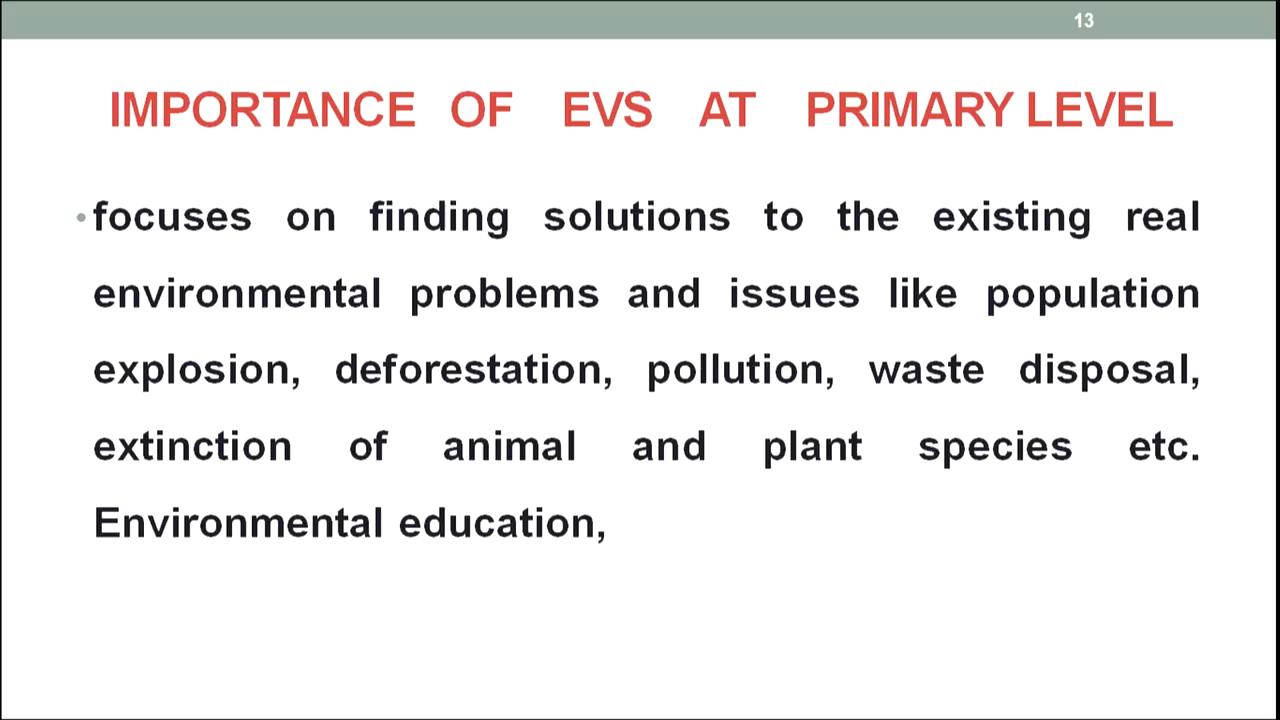 13
IMPORTANCE OF EVS AT PRIMARY LEVEL
• focuses on finding solutions to the existing real
environmental problems and issues like population
explosion, deforestation, pollution, waste disposal,
extinction of animal and plant species etc.
Environmental education,